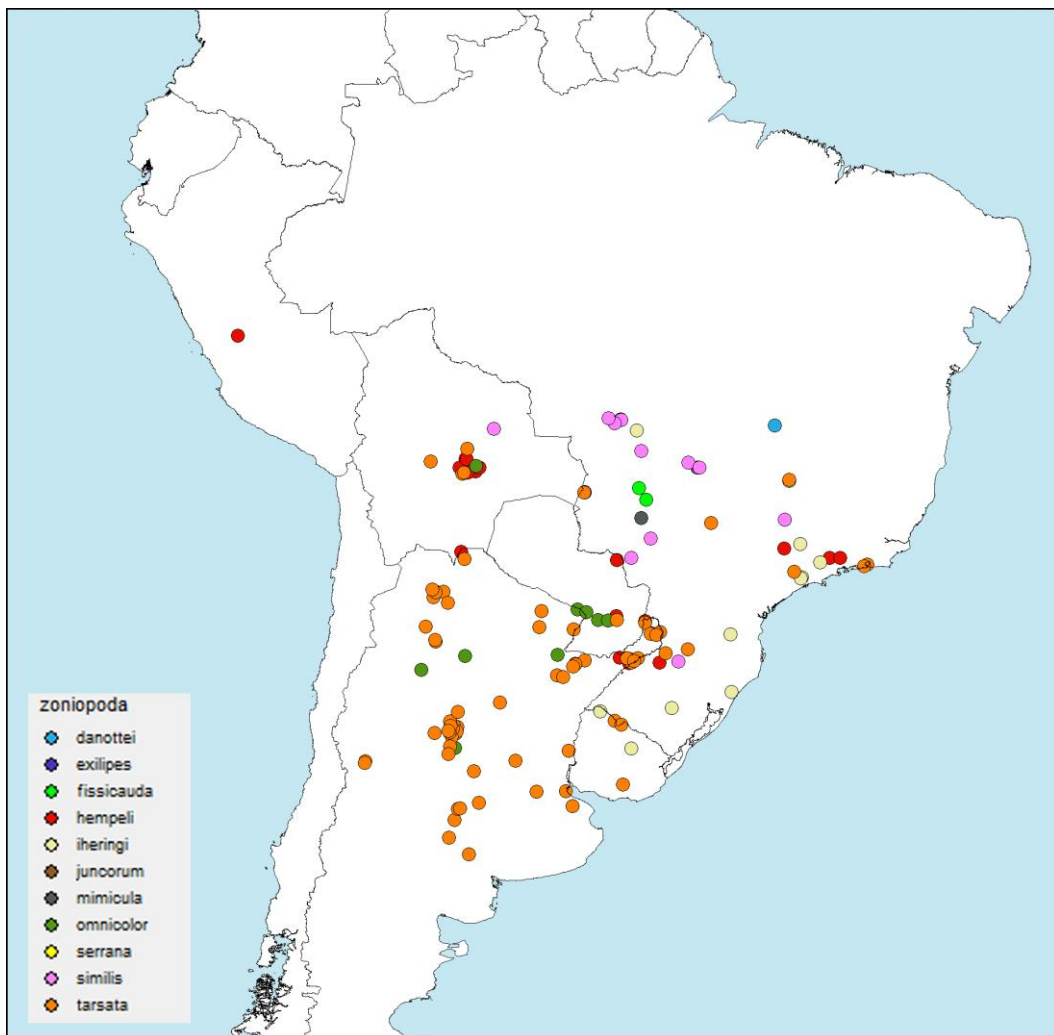 zoniopoda
danottei
exilipes
fissicauda
hempeli
iheringi
juncorum
mimicula
omnicolor
serrana
similis
tarsata